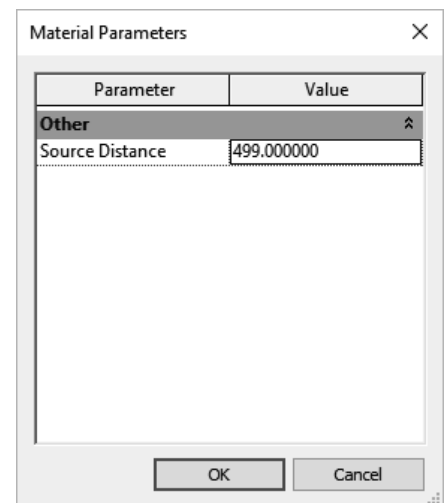 Material Parameters
Parameter Value
Other
Source Distance 499.000000
OK Cancel